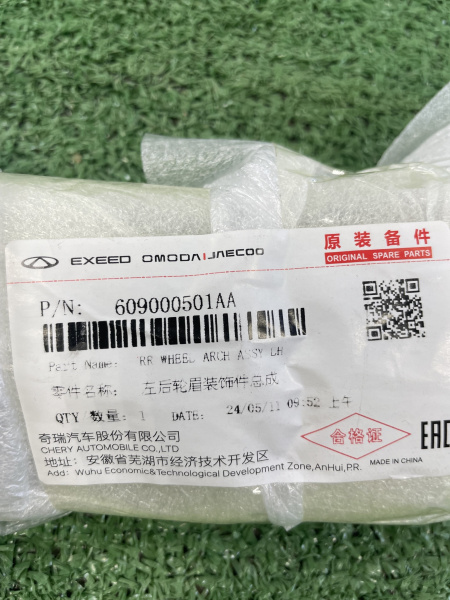 EXEED OMODA | JAECOO
原装备件
ORIGINAL SPARE PARTS
P/N: 609000501AA
Part Name: RR WHEEL ARCH ASSY LH
零件名称: 左后轮眉装饰件总成
QTY 数量: 1 DATE: 24/05/11 09:52 上午
奇瑞汽车股份有限公司
CHERY AUTOMOBILE CO.,LTD
地址: 安徽省芜湖市经济技术开发区
Add: Wuhu Economic&Technological Development Zone,AnHui,P.R.
合格证
MADE IN CHINA
EAC